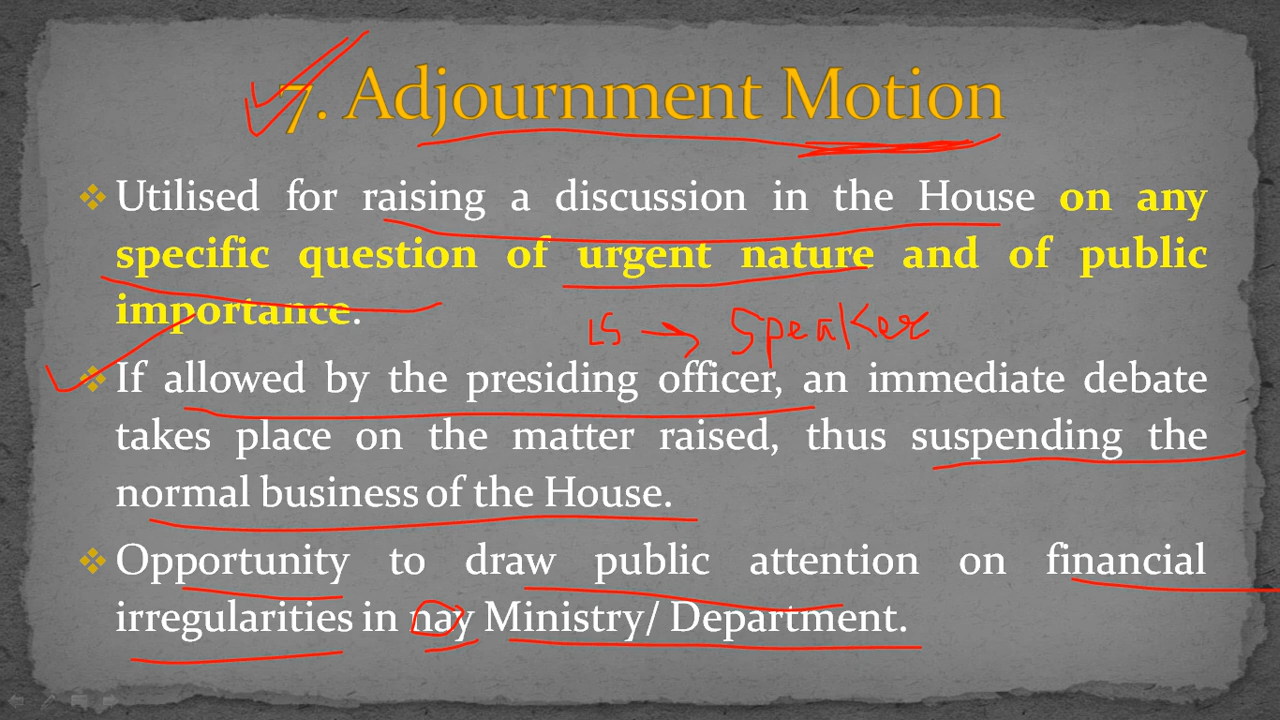 7. Adjournment Motion
Utilised for raising a discussion in the House on any
specific question of urgent nature and of public
importance.
LS → Speaker
If allowed by the presiding officer, an immediate debate
takes place on the matter raised, thus suspending the
normal business of the House.
Opportunity to draw public attention on financial
irregularities in nay Ministry/ Department.